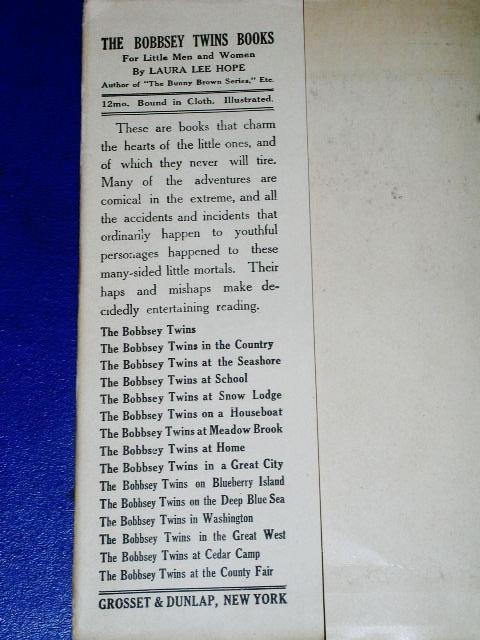 THE BOBBSEY TWINS BOOKS
For Little Men and Women
By LAURA LEE HOPE
Author of "The Bunny Brown Series," Etc.
12mo. Bound in Cloth. Illustrated.
These are books that charm
the hearts of the little ones, and
of which they never will tire.
Many of the adventures are
comical in the extreme, and all
the accidents and incidents that
ordinarily happen to youthful
personages happened to these
many-sided little mortals. Their
haps and mishaps make de-
cidedly entertaining reading.
The Bobbsey Twins
The Bobbsey Twins in the Country
The Bobbsey Twins at the Seashore
The Bobbsey Twins at School
The Bobbsey Twins at Snow Lodge
The Bobbsey Twins on a Houseboat
The Bobbsey Twins at Meadow Brook
The Bobbsey Twins at Home
The Bobbsey Twins in a Great City
The Bobbsey Twins on Blueberry Island
The Bobbsey Twins on the Deep Blue Sea
The Bobbsey Twins in Washington
The Bobbsey Twins in the Great West
The Bobbsey Twins at Cedar Camp
The Bobbsey Twins at the County Fair
GROSSET & DUNLAP, NEW YORK